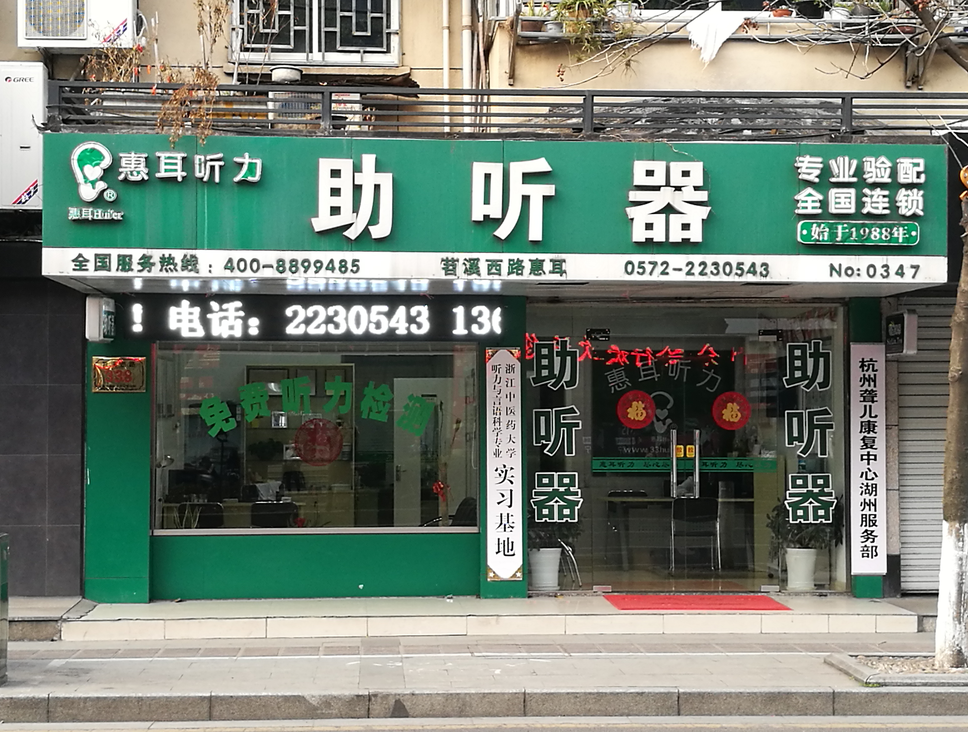 GREE
惠耳听力
®
惠耳HuiEr
助听器
专业验配
全国连锁
·始于1988年·
全国服务热线：400-8899485
苕溪西路惠耳
0572-2230543
No:0347
！电话：2230543 136
138
免费听力检测
浙江中医药大学
听力与言语科学专业
实习基地
助听器
惠耳听力
福
福
助听器
杭州聋儿康复中心湖州服务部